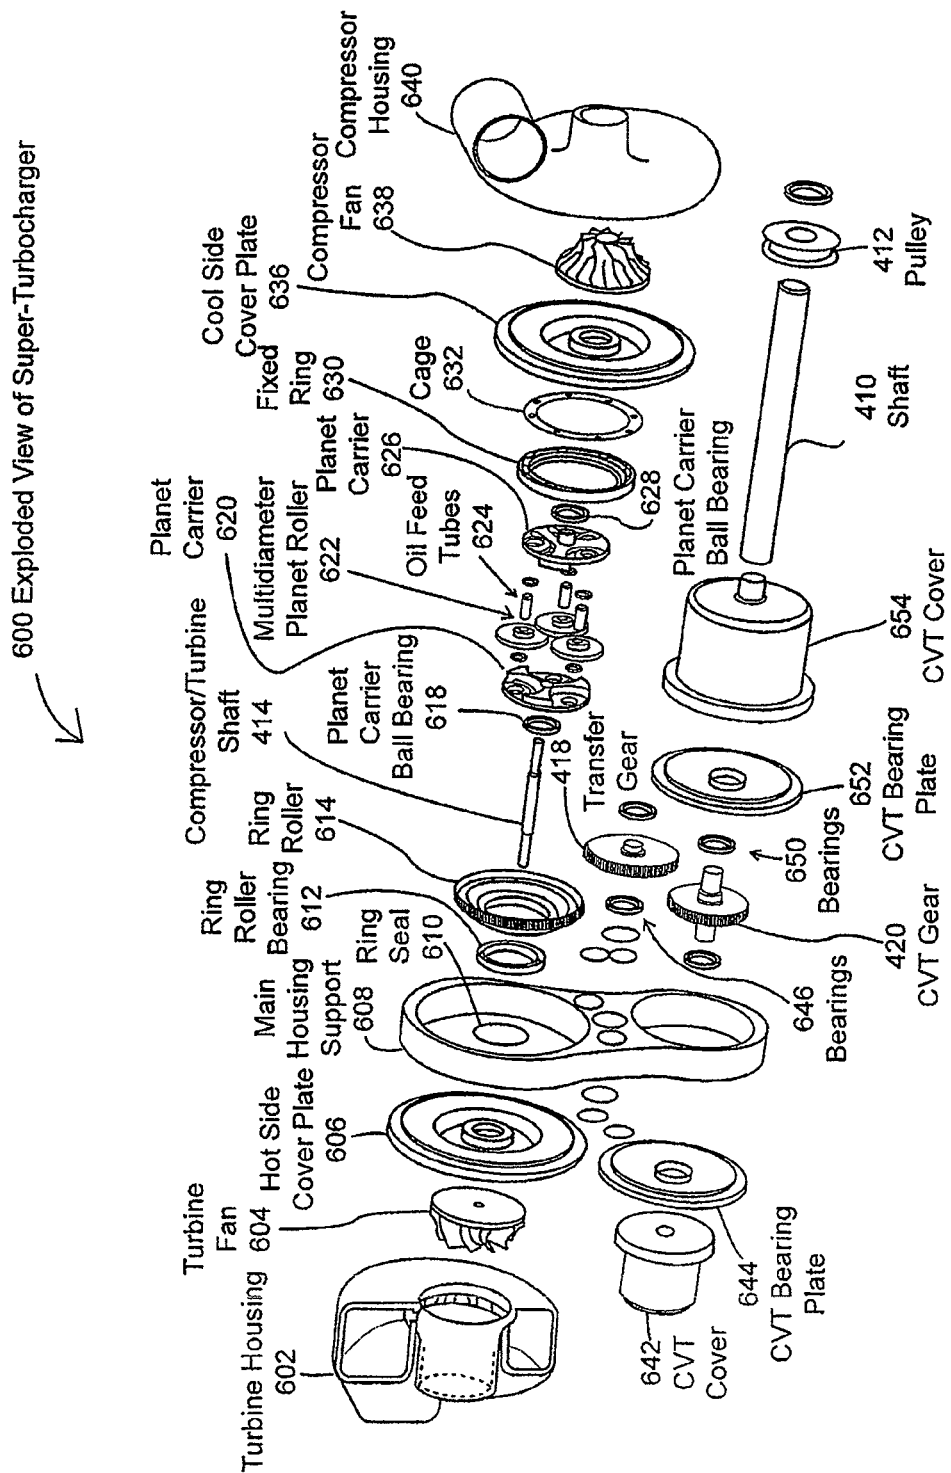 600 Exploded View of Super-Turbocharger
Turbine Housing
602
Turbine
Fan
604
Hot Side
Cover Plate
606
Main
Housing
Support
608
Ring
Seal
610
Ring
Roller
Bearing
612
Ring
Roller
614
Compressor/Turbine
Shaft
414
Planet
Carrier
Ball Bearing
618
Planet
Carrier
620
Multidiameter
Planet Roller
622
Oil Feed
Tubes
624
Planet
Carrier
626
628
Planet Carrier
Ball Bearing
Fixed
Ring
630
Cage
632
Cool Side
Cover Plate
636
Compressor
Fan
638
Compressor
Housing
640
642
CVT
Cover
644
CVT Bearing
Plate
646
Bearings
418
Transfer
Gear
420
CVT Gear
650
Bearings
652
CVT Bearing
Plate
654
CVT Cover
410
Shaft
412
Pulley